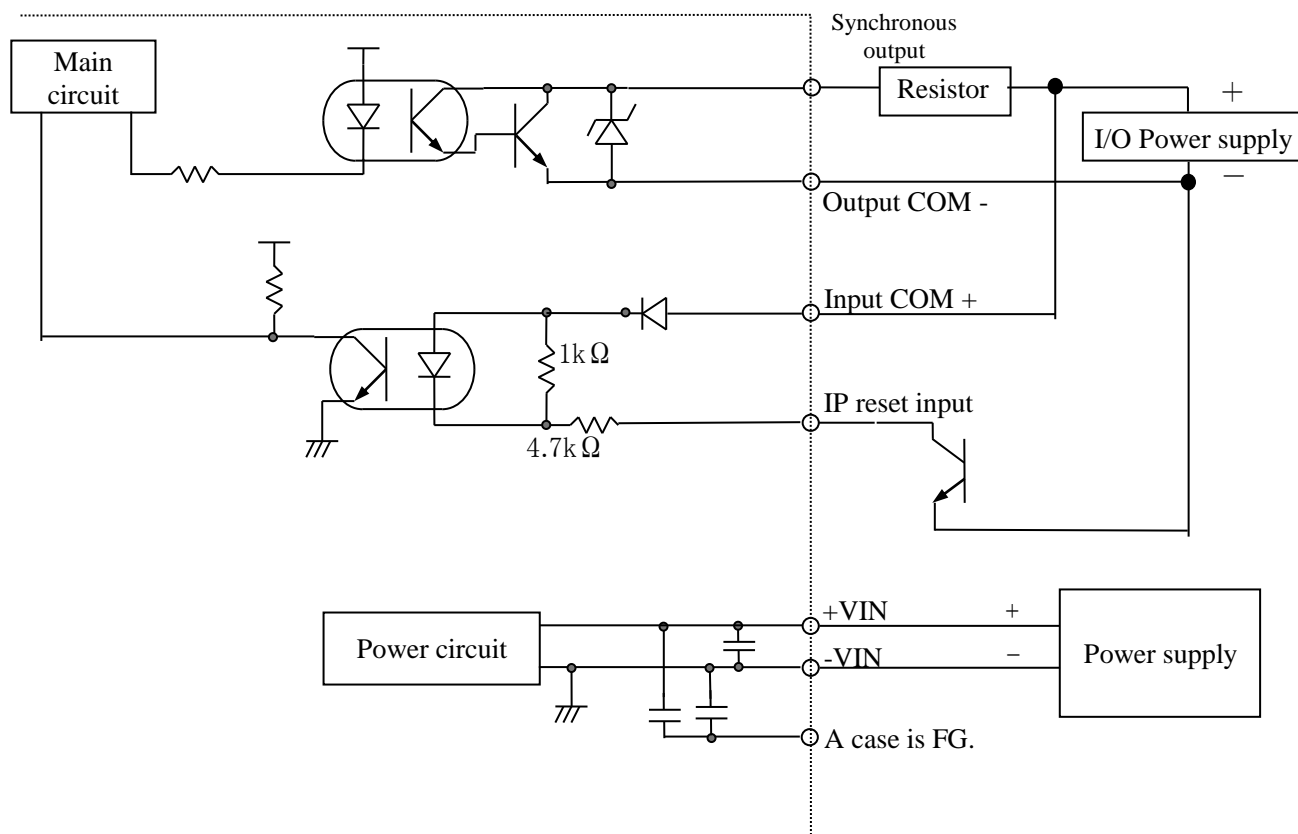 Synchronous
output
Main
circuit
Resistor
+
I/O Power supply
−
Output COM -
Input COM +
1kΩ
IP reset input
4.7kΩ
+VIN
+
Power circuit
-VIN
−
Power supply
A case is FG.